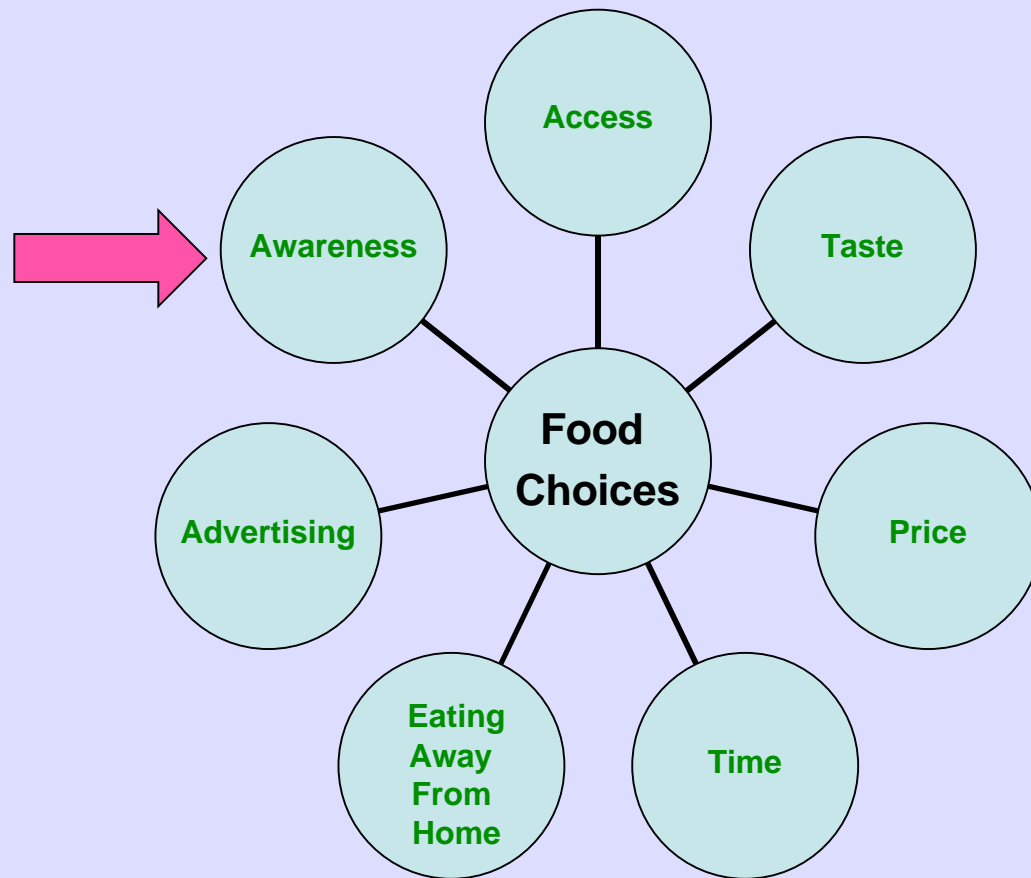 Access
Awareness
Taste
Food
Choices
Advertising
Price
Eating
Away
From
Home
Time